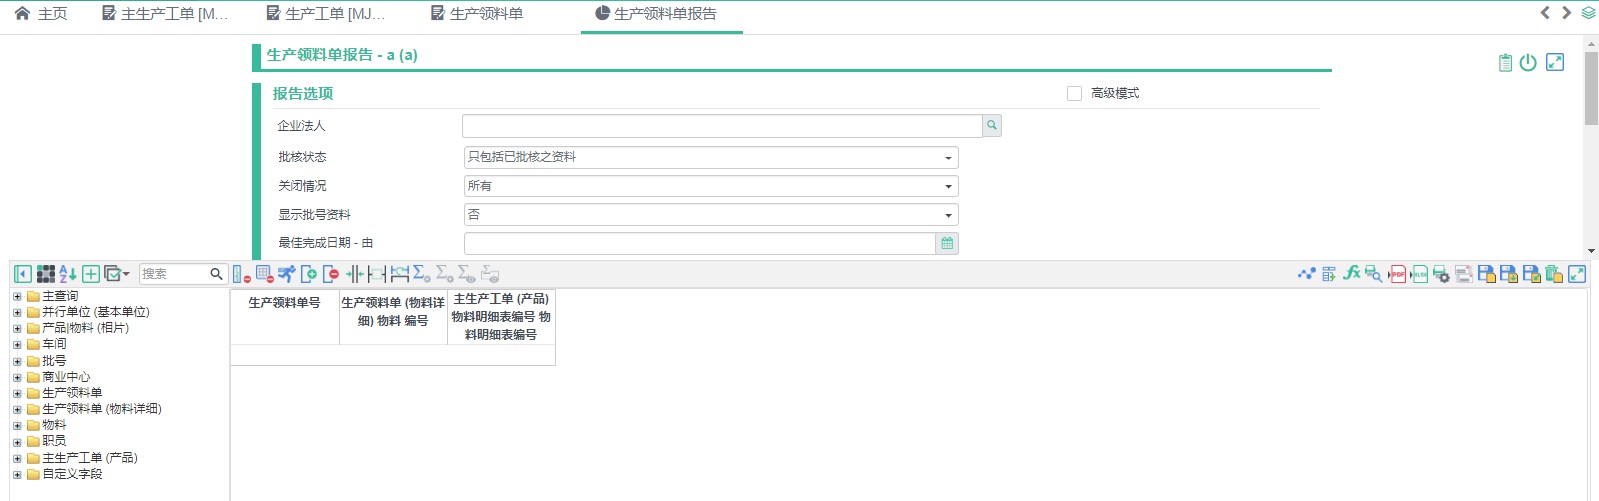 主页
主生产工单 [M...
生产工单 [MJ...
生产领料单
生产领料单报告
生产领料单报告 - a (a)
报告选项
高级模式
企业法人
批核状态
只包括已批核之资料
关闭情况
所有
显示批号资料
否
最佳完成日期 - 由
搜索
PDF
XLSX
主查询
并行单位 (基本单位)
产品|物料 (相片)
车间
批号
商业中心
生产领料单
生产领料单 (物料详细)
物料
职员
主生产工单 (产品)
自定义字段
生产领料单号
生产领料单 (物料详
细) 物料 编号
主生产工单 (产品)
物料明细表编号 物
料明细表编号